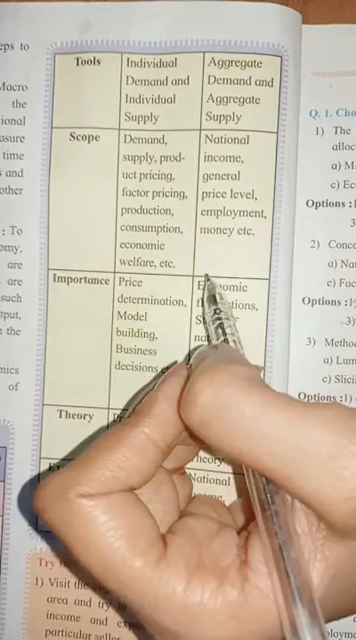 eps to
Macro
the
ional
asure
time
s and
other
: To
omy,
are
are
such
tput,
the
mics
of
Tools
Individual
Demand and
Individual
Supply
Aggregate
Demand and
Aggregate
Supply
Scope
Demand,
supply, prod-
uct pricing,
factor pricing,
production,
consumption,
economic
welfare, etc.
National
income,
general
price level,
employment,
money etc.
Importance
Price
determination,
Model
building,
Business
decisions
tions,
Theory
heory
National
Try
1) Visit the
area and try
income and
particular
Q. 1. Cho
1) The
alloc
a) M
c) Ec
Options :
3
2) Conce
a) Na
c) Fac
Options :
3)
3) Metho
a) Lum
c) Slici
Options :1)